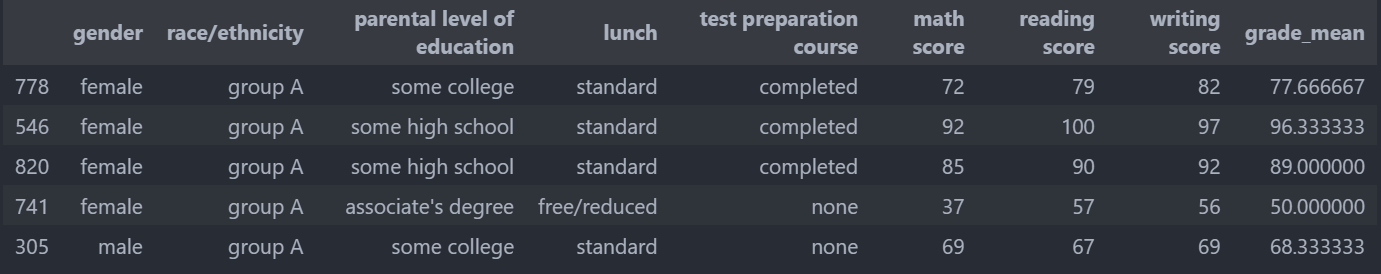 gender race/ethnicity parental level of education lunch test preparation course math score reading score writing score grade_mean
778 female group A some college standard completed 72 79 82 77.666667
546 female group A some high school standard completed 92 100 97 96.333333
820 female group A some high school standard completed 85 90 92 89.000000
741 female group A associate's degree free/reduced none 37 57 56 50.000000
305 male group A some college standard none 69 67 69 68.333333